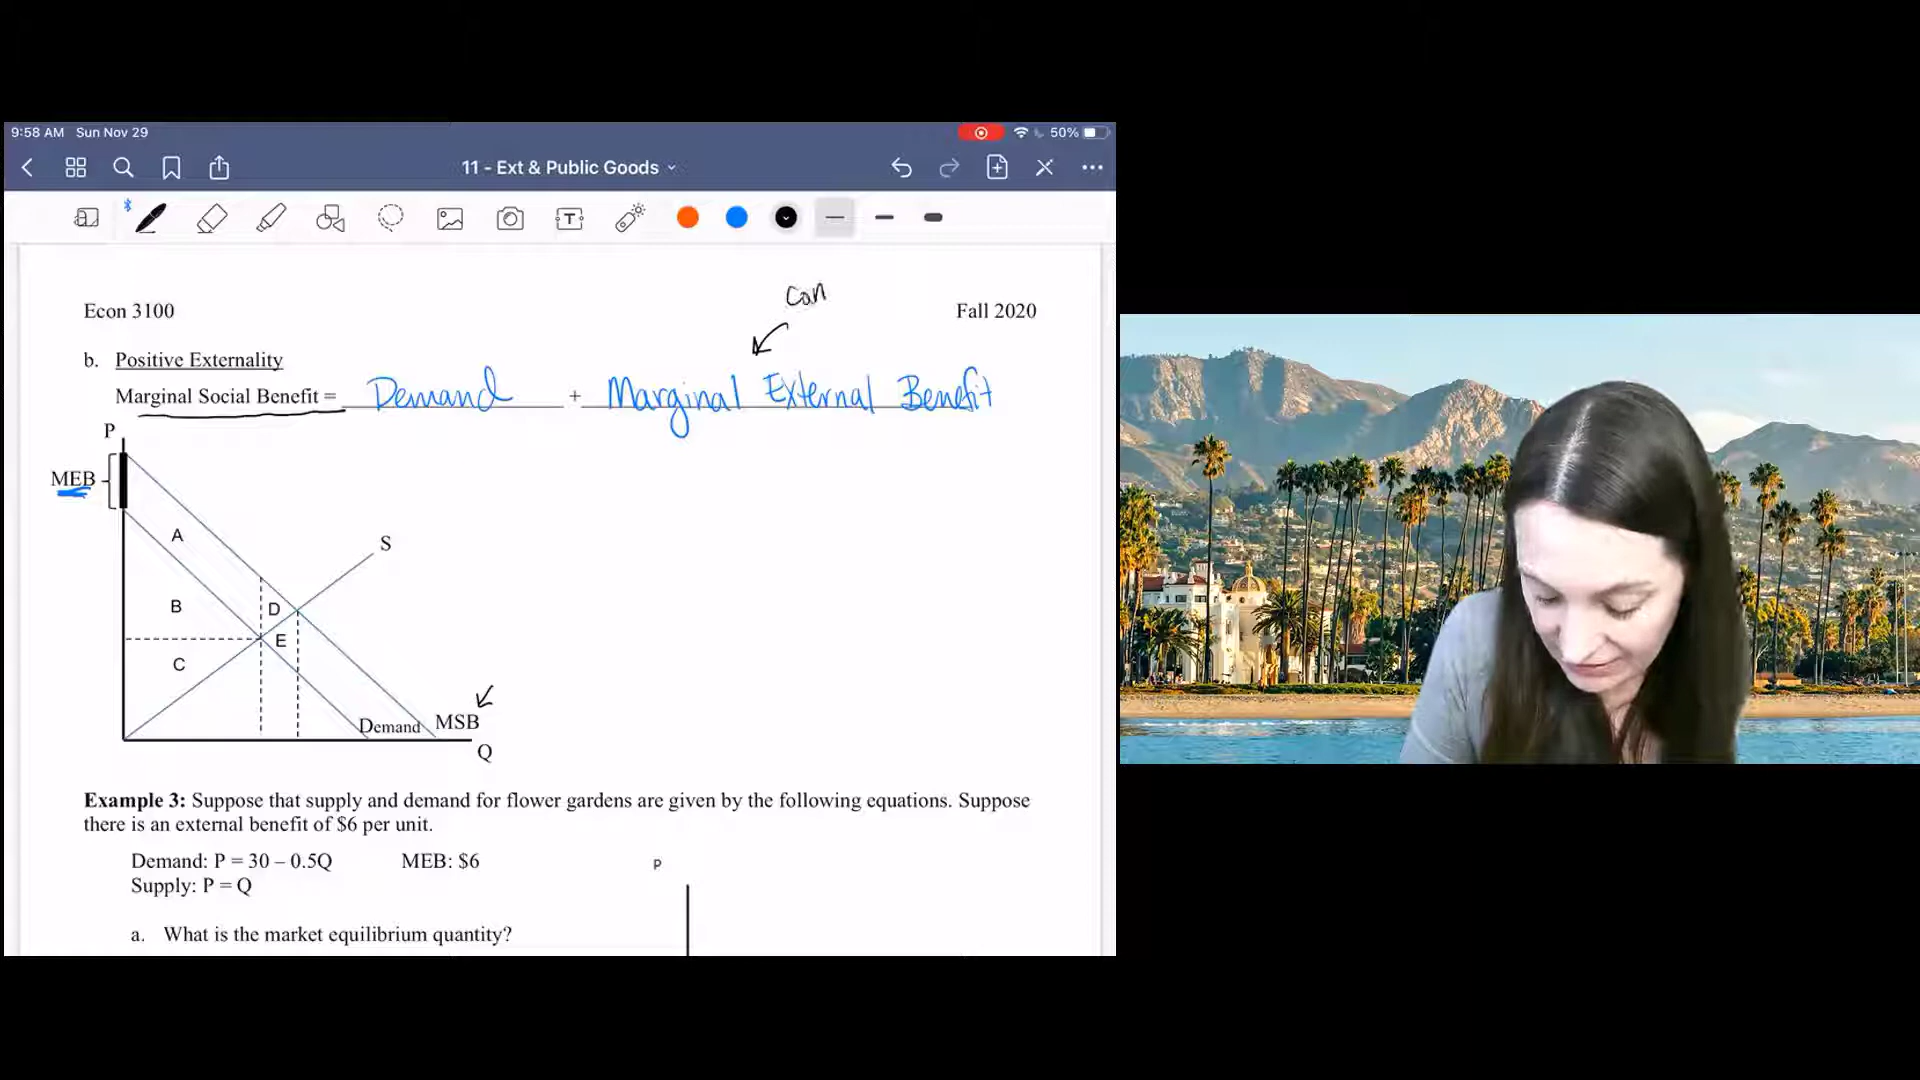 9:58 AM Sun Nov 29
50%
11 - Ext & Public Goods
T
Econ 3100
Fall 2020
Can
b. Positive Externality
Marginal Social Benefit = Demand + Marginal External Benefit
P
MEB
A
S
B
D
E
C
Demand MSB
Q
Example 3: Suppose that supply and demand for flower gardens are given by the following equations. Suppose
there is an external benefit of $6 per unit.
Demand: P = 30 – 0.5Q MEB: $6
P
Supply: P = Q
a. What is the market equilibrium quantity?